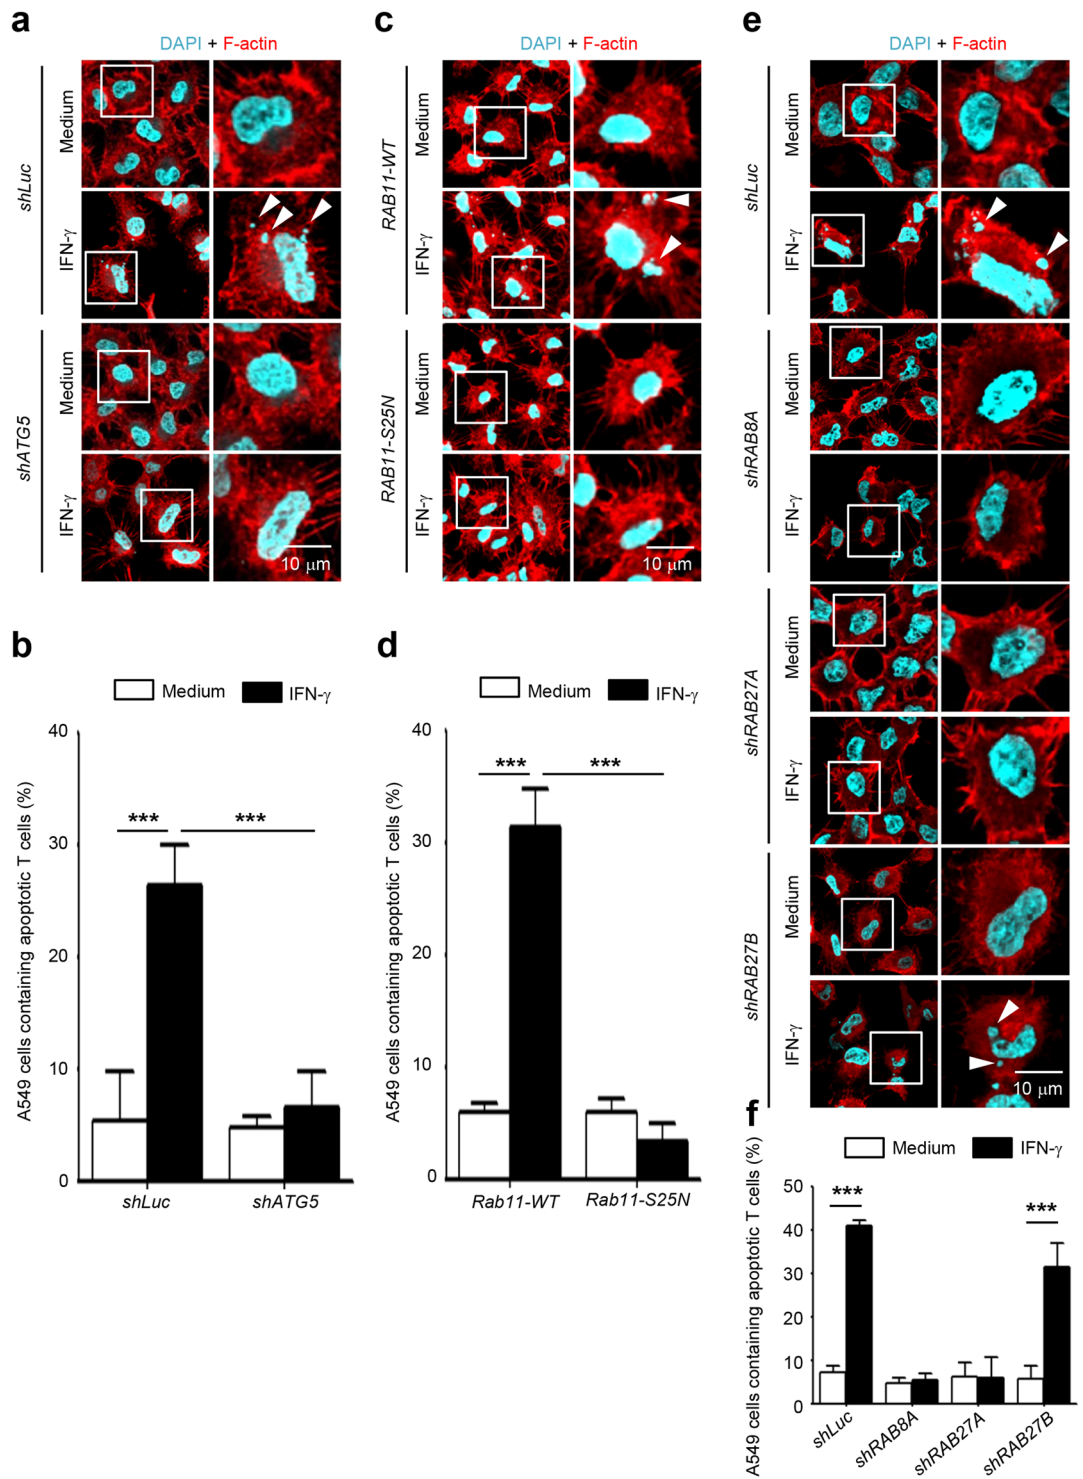 a
DAPI + F-actin
shLuc
Medium
IFN-γ
shATG5
Medium
IFN-γ
10 μm
b
Medium
IFN-γ
A549 cells containing apoptotic T cells (%)
40
30
20
10
0
***
***
shLuc
shATG5
c
DAPI + F-actin
RAB11-WT
Medium
IFN-γ
RAB11-S25N
Medium
IFN-γ
10 μm
d
Medium
IFN-γ
A549 cells containing apoptotic T cells (%)
40
30
20
10
0
***
***
Rab11-WT
Rab11-S25N
e
DAPI + F-actin
shLuc
Medium
IFN-γ
shRAB8A
Medium
IFN-γ
shRAB27A
Medium
IFN-γ
shRAB27B
Medium
IFN-γ
10 μm
f
Medium
IFN-γ
A549 cells containing apoptotic T cells (%)
50
40
30
20
10
0
***
***
shLuc
shRAB8A
shRAB27A
shRAB27B